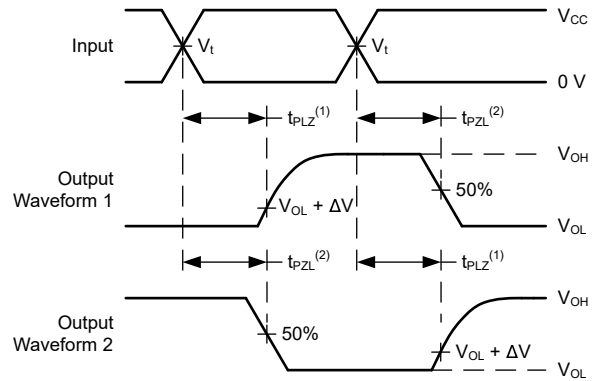 V_CC
Input
V_t
V_t
0 V
t_PLZ^(1)
t_PZL^(2)
V_OH
Output
Waveform 1
V_OL + ΔV
50%
V_OL
t_PZL^(2)
t_PLZ^(1)
V_OH
Output
Waveform 2
50%
V_OL + ΔV
V_OL